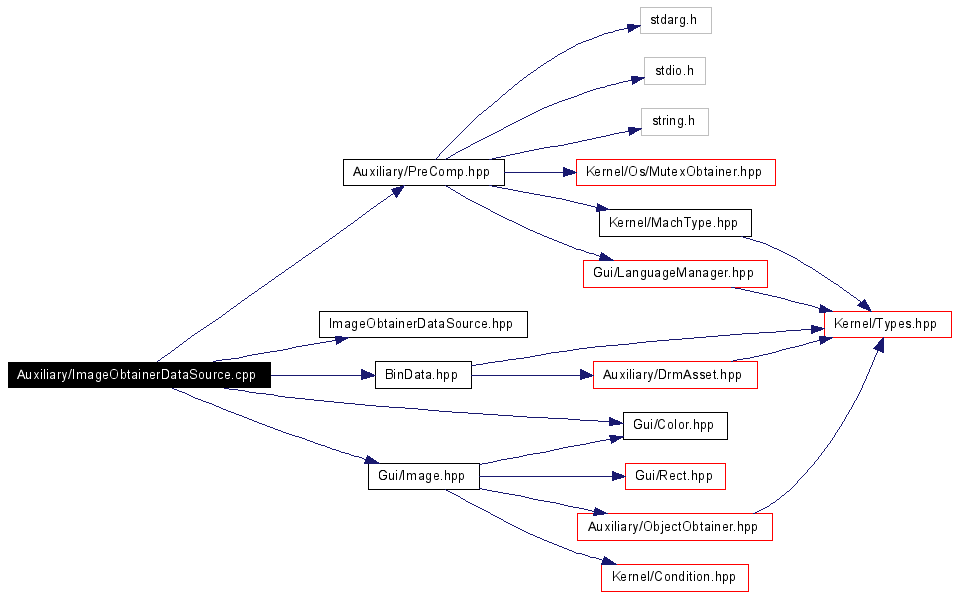 stdarg.h
stdio.h
string.h
Auxiliary/PreComp.hpp
Kernel/Os/MutexObtainer.hpp
Kernel/MachType.hpp
Gui/LanguageManager.hpp
ImageObtainerDataSource.hpp
Kernel/Types.hpp
Auxiliary/ImageObtainerDataSource.cpp
BinData.hpp
Auxiliary/DrmAsset.hpp
Gui/Color.hpp
Gui/Image.hpp
Gui/Rect.hpp
Auxiliary/ObjectObtainer.hpp
Kernel/Condition.hpp